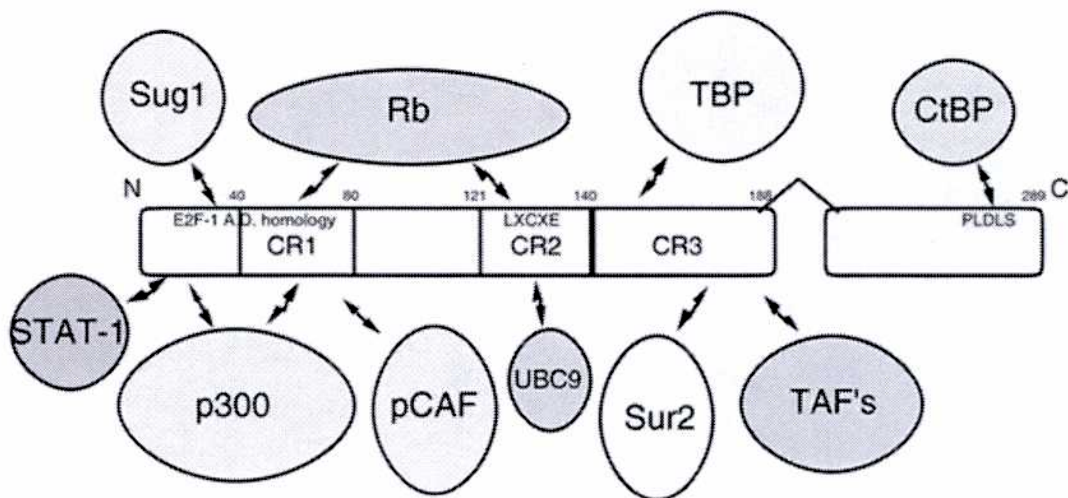 Sug1
Rb
TBP
CtBP
N
40
80
121
140
188
289
C
E2F-1 A.D. homology
LXCXE
PLDLS
CR1
CR2
CR3
STAT-1
p300
pCAF
UBC9
Sur2
TAF's